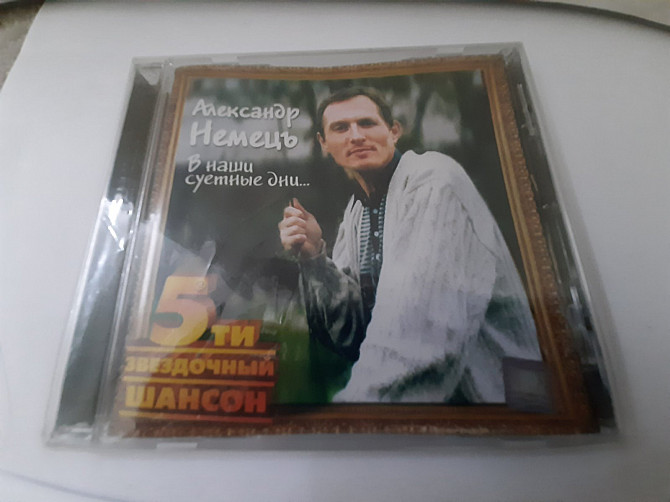 Александр
Немецъ
В наши
суетные дни...
5ти
ЗВЕЗДОЧНЫЙ
ШАНСОН